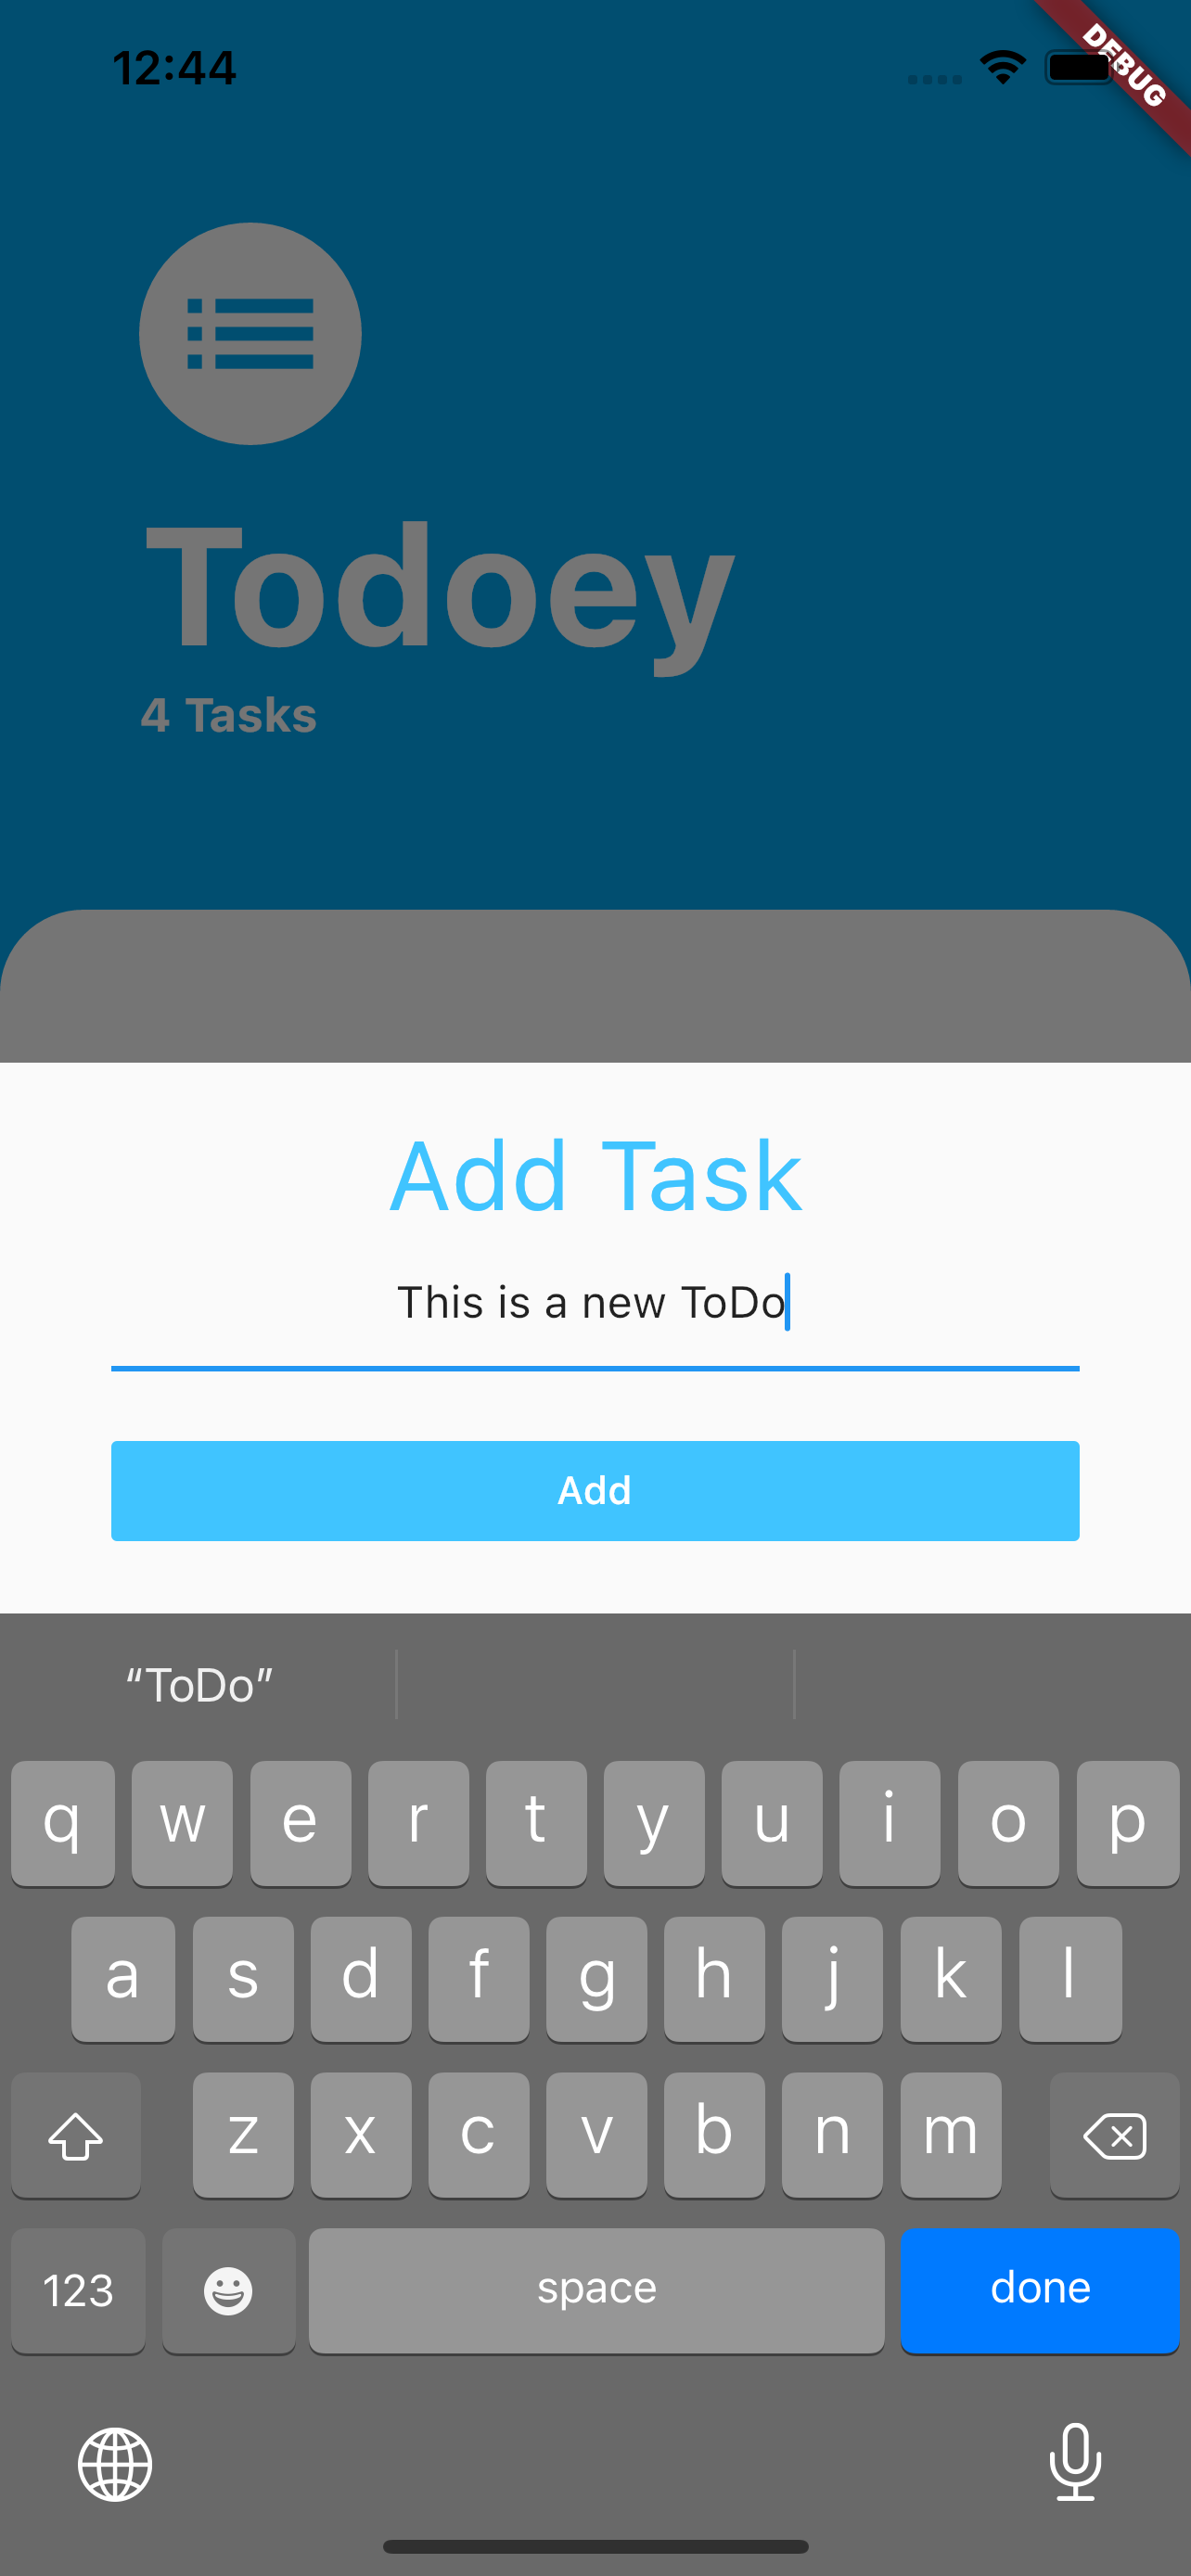 12:44
DEBUG
Todoey
4 Tasks
Add Task
This is a new ToDo
Add
“ToDo”
q w e r t y u i o p
a s d f g h j k l
z x c v b n m
123 space done